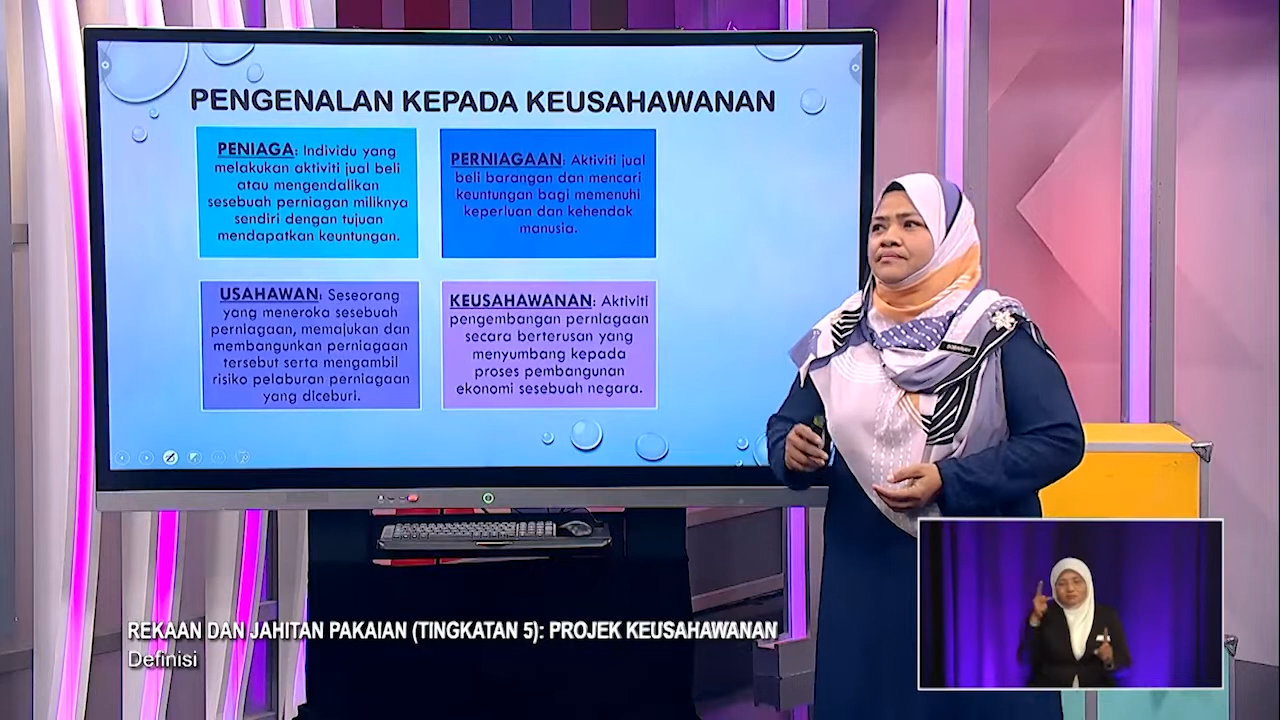 PENGENALAN KEPADA KEUSAHAWANAN
PENIAGA: Individu yang
melakukan aktiviti jual beli
atau mengendalikan
sesebuah perniagan miliknya
sendiri dengan tujuan
mendapatkan keuntungan.
PERNIAGAAN: Aktiviti jual
beli barangan dan mencari
keuntungan bagi memenuhi
keperluan dan kehendak
manusia.
USAHAWAN: Seseorang
yang meneroka sesebuah
perniagaan, memajukan dan
membangunkan perniagaan
tersebut serta mengambil
risiko pelaburan perniagaan
yang diceburi.
KEUSAHAWANAN: Aktiviti
pengembangan perniagaan
secara berterusan yang
menyumbang kepada
proses pembangunan
ekonomi sesebuah negara.
REKAAN DAN JAHITAN PAKAIAN (TINGKATAN 5): PROJEK KEUSAHAWANAN
Definisi